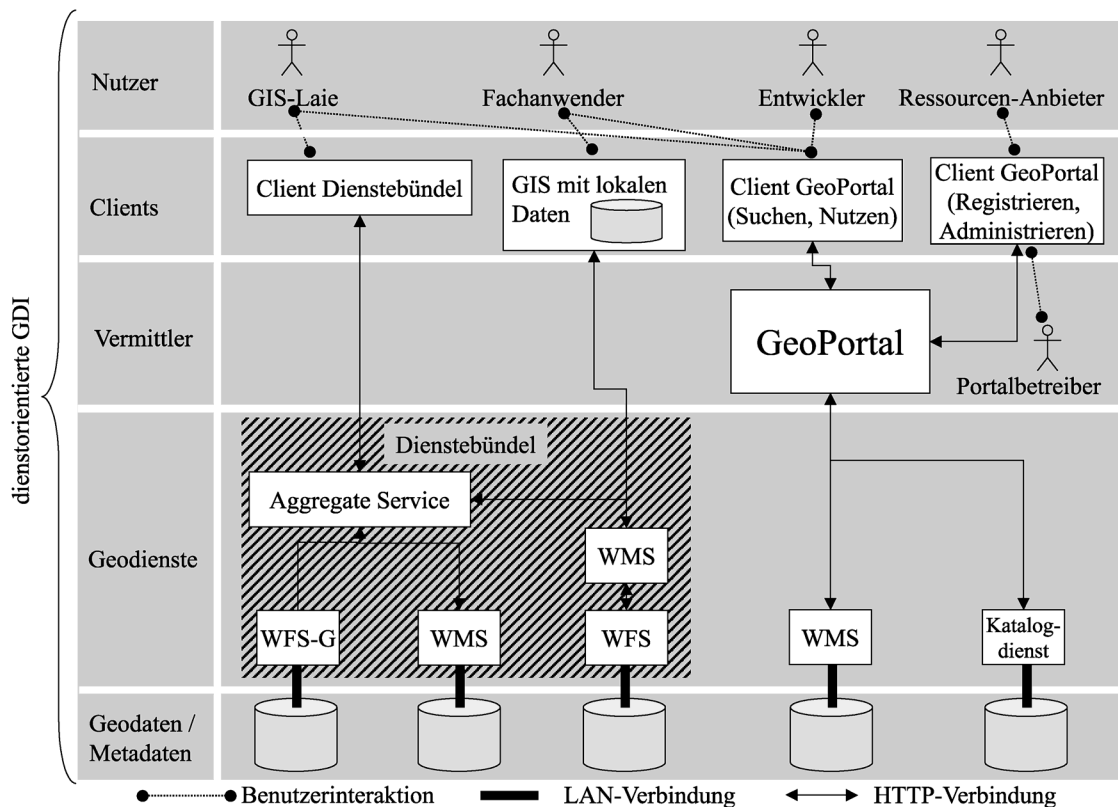 dienstorientierte GDI
Nutzer
GIS-Laie
Fachanwender
Entwickler
Ressourcen-Anbieter
Clients
Client Dienstebündel
GIS mit lokalen
Daten
Client GeoPortal
(Suchen, Nutzen)
Client GeoPortal
(Registrieren,
Administrieren)
Vermittler
GeoPortal
Portalbetreiber
Geodienste
Dienstebündel
Aggregate Service
WMS
WFS-G
WMS
WFS
WMS
Katalog-
dienst
Geodaten /
Metadaten
Benutzerinteraktion
LAN-Verbindung
HTTP-Verbindung